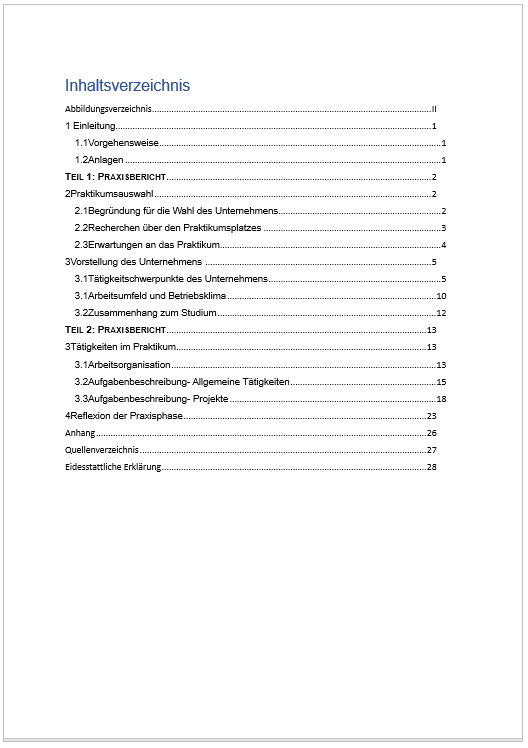 Inhaltsverzeichnis
Abbildungsverzeichnis....................II
1 Einleitung....................1
1.1Vorgehensweise....................1
1.2Anlagen....................1
TEIL 1: PRAXISBERICHT....................2
2Praktikumsauswahl....................2
2.1Begründung für die Wahl des Unternehmens....................2
2.2Recherchen über den Praktikumsplatzes....................3
2.3Erwartungen an das Praktikum....................4
3Vorstellung des Unternehmens....................5
3.1Tätigkeitschwerpunkte des Unternehmens....................5
3.1Arbeitsumfeld und Betriebsklima....................10
3.2Zusammenhang zum Studium....................12
TEIL 2: PRAXISBERICHT....................13
3Tätigkeiten im Praktikum....................13
3.1Arbeitsorganisation....................13
3.2Aufgabenbeschreibung- Allgemeine Tätigkeiten....................15
3.3Aufgabenbeschreibung- Projekte....................18
4Reflexion der Praxisphase....................23
Anhang....................26
Quellenverzeichnis....................27
Eidesstattliche Erklärung....................28